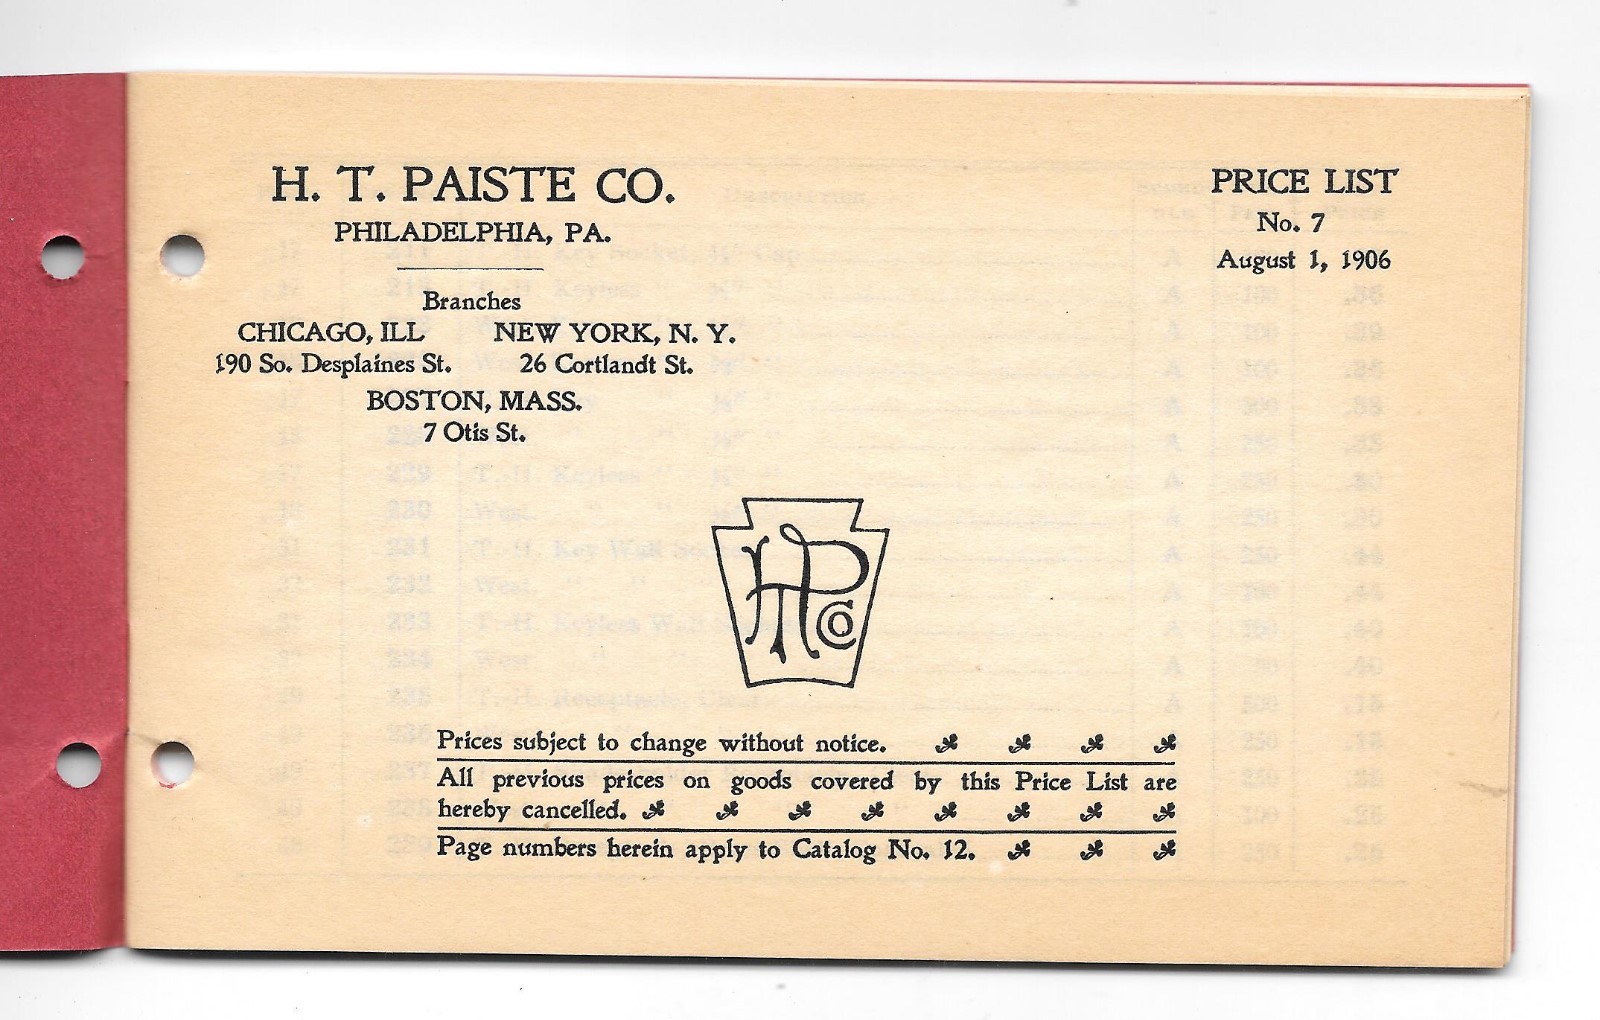 H. T. PAISTE CO.
PHILADELPHIA, PA.
Branches
CHICAGO, ILL NEW YORK, N. Y.
190 So. Desplaines St. 26 Cortlandt St.
BOSTON, MASS.
7 Otis St.
PRICE LIST
No. 7
August 1, 1906
HTP Co
Prices subject to change without notice.
All previous prices on goods covered by this Price List are
hereby cancelled.
Page numbers herein apply to Catalog No. 12.